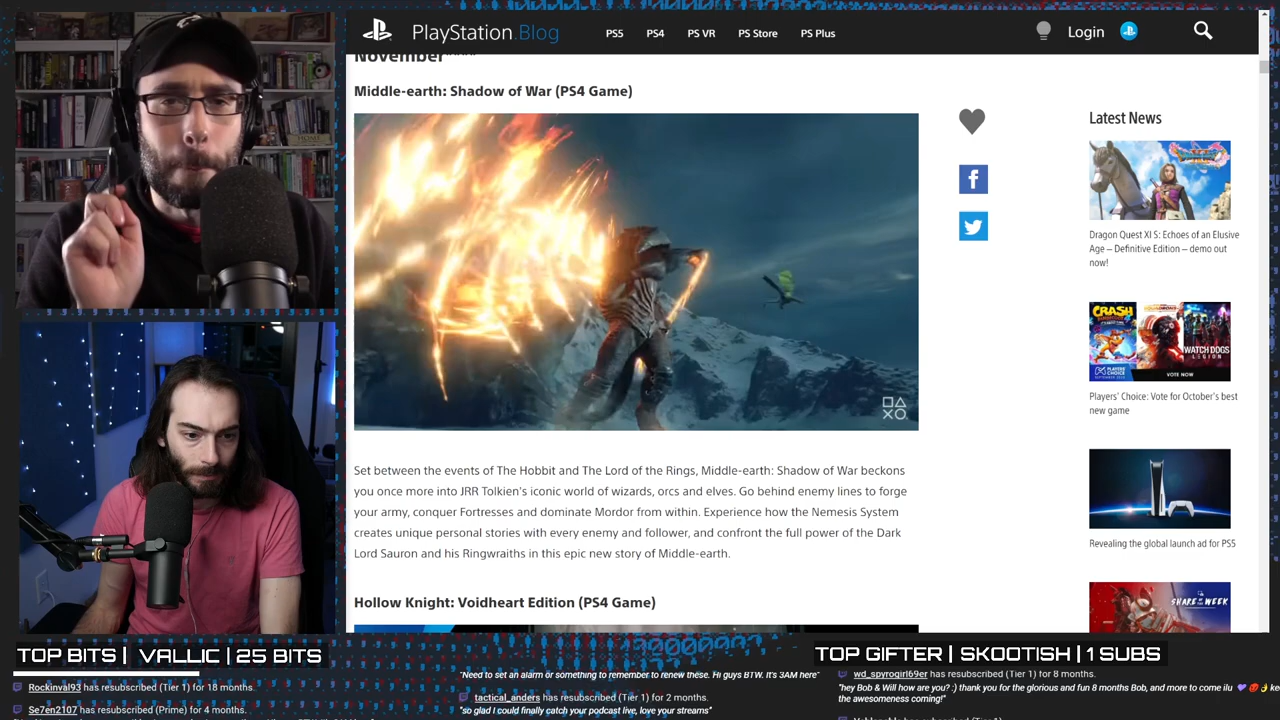 PlayStation.Blog
PS5
PS4
PS VR
PS Store
PS Plus
Login
November
Middle-earth: Shadow of War (PS4 Game)
Set between the events of The Hobbit and The Lord of the Rings, Middle-earth: Shadow of War beckons
you once more into JRR Tolkien's iconic world of wizards, orcs and elves. Go behind enemy lines to forge
your army, conquer Fortresses and dominate Mordor from within. Experience how the Nemesis System
creates unique personal stories with every enemy and follower, and confront the full power of the Dark
Lord Sauron and his Ringwraiths in this epic new story of Middle-earth.
Hollow Knight: Voidheart Edition (PS4 Game)
Latest News
Dragon Quest XI S: Echoes of an Elusive
Age – Definitive Edition – demo out
now!
CRASH
WATCH DOGS
LEGION
VOTE NOW
Players' Choice: Vote for October's best
new game
Revealing the global launch ad for PS5
SHARE OF THE
WEEK
TOP BITS | VALLIC | 25 BITS
TOP GIFTER | SKOOTISH | 1 SUBS
Rockinval93 has resubscribed (Tier 1) for 18 months.
Se7en2107 has resubscribed (Prime) for 4 months.
"Need to set an alarm or something to remember to renew these. Hi guys BTW. It's 3AM here"
tactical_anders has resubscribed (Tier 1) for 2 months.
"so glad I could finally catch your podcast live, love your streams"
wd_spyrogirl69er has resubscribed (Tier 1) for 8 months.
"hey Bob & Will how are you? :) thank you for the glorious and fun 8 months Bob, and more to come ilu 💜 🎃 👌
the awesomeness coming!"